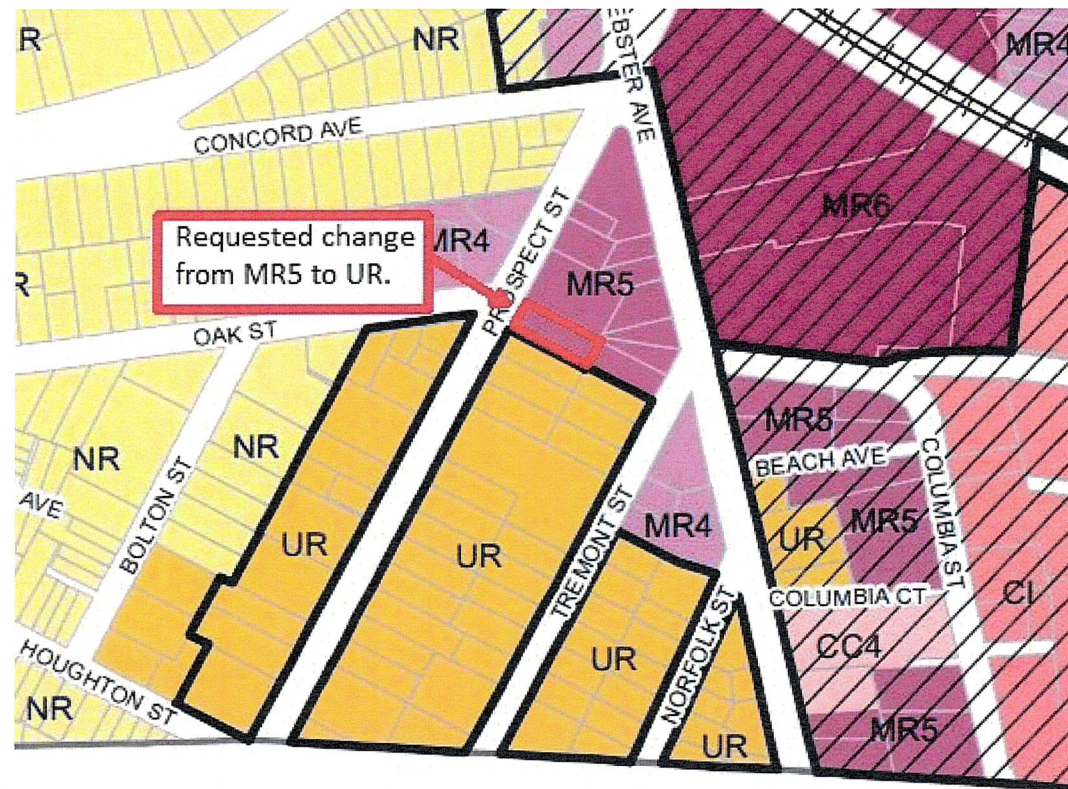 R
NR
EBSTER AVE
MR4
CONCORD AVE
MR6
Requested change
from MR5 to UR.
MR4
PROSPECT ST
MR5
R
OAK ST
NR
NR
MR5
BEACH AVE
COLUMBIA ST
AVE
BOLTON ST
UR
UR
TREMONT ST
MR4
UR
MR5
COLUMBIA CT
CI
HOUGHTON ST
NR
UR
NORFOLK ST
UR
CC4
MR5